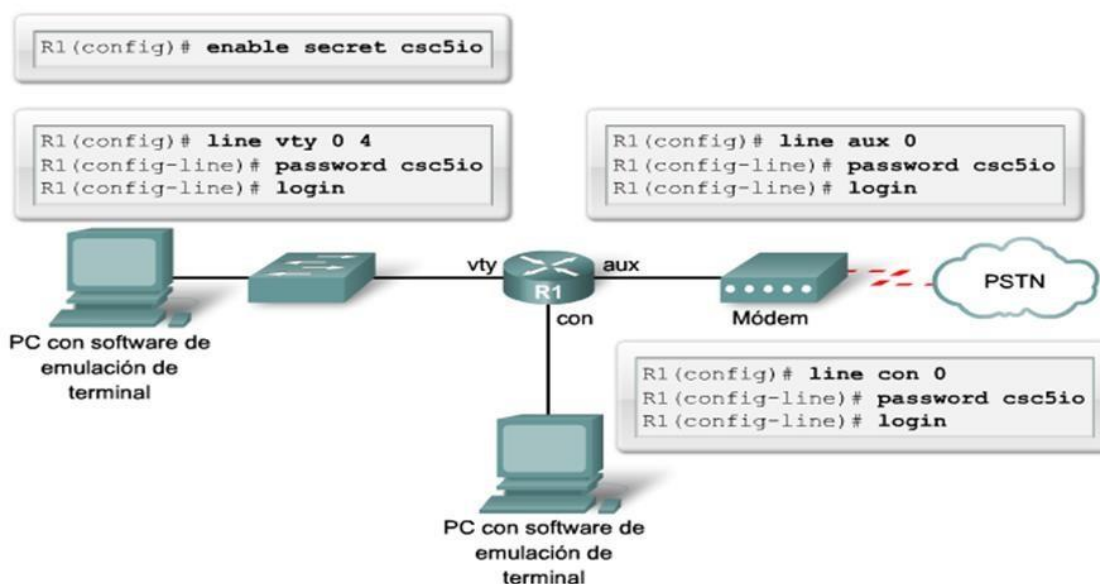 R1(config)# enable secret csc5io
R1(config)# line vty 0 4
R1(config-line)# password csc5io
R1(config-line)# login
R1(config)# line aux 0
R1(config-line)# password csc5io
R1(config-line)# login
vty
R1
aux
con
Módem
PSTN
PC con software de
emulación de
terminal
R1(config)# line con 0
R1(config-line)# password csc5io
R1(config-line)# login
PC con software de
emulación de
terminal